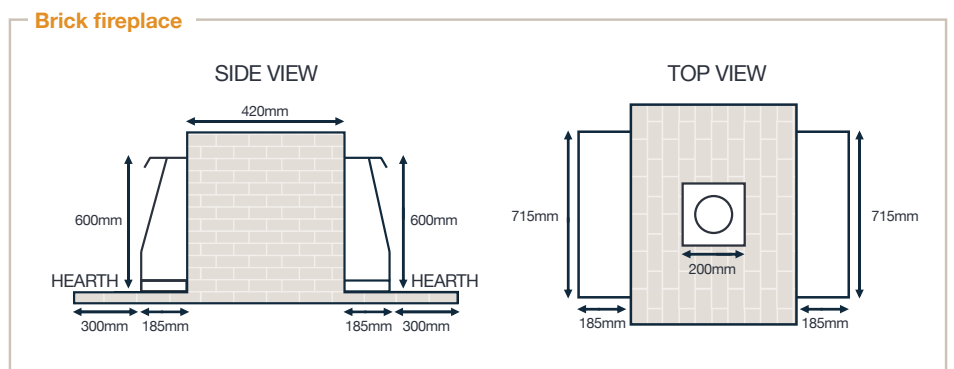 Brick fireplace
SIDE VIEW
420mm
600mm
600mm
HEARTH
HEARTH
300mm
185mm
185mm
300mm
TOP VIEW
715mm
715mm
200mm
185mm
185mm